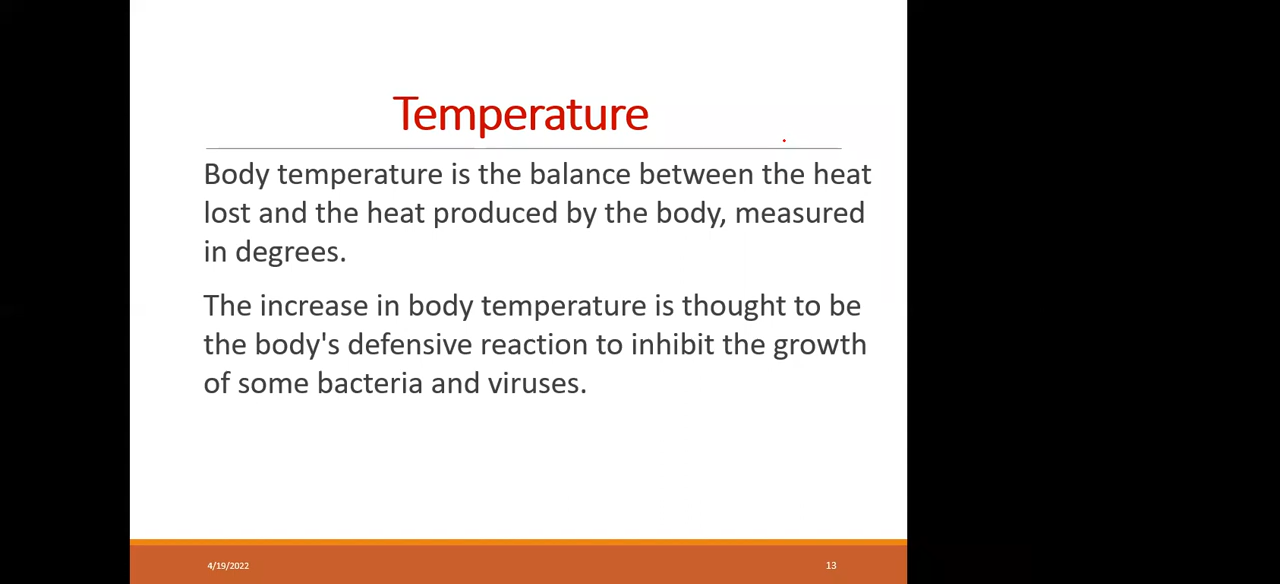 Temperature
Body temperature is the balance between the heat
lost and the heat produced by the body, measured
in degrees.
The increase in body temperature is thought to be
the body's defensive reaction to inhibit the growth
of some bacteria and viruses.
4/19/2022
13